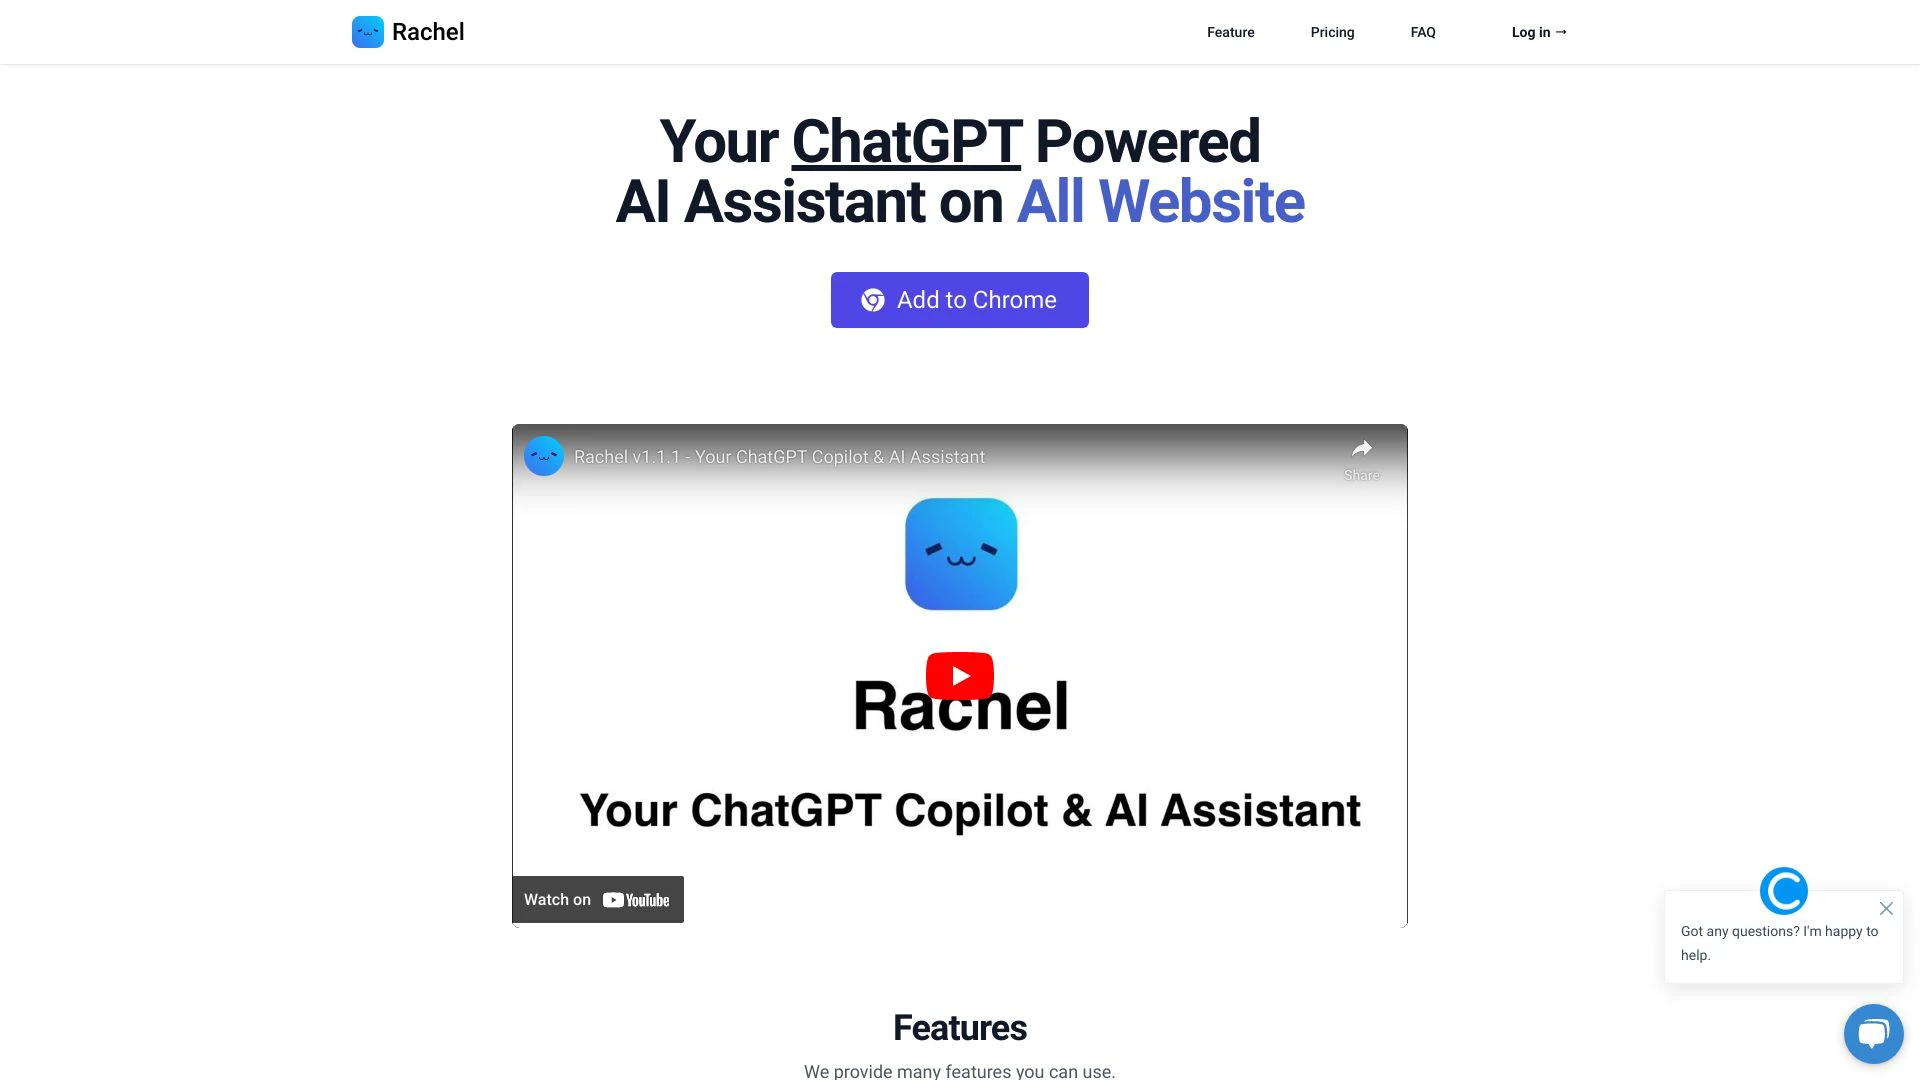 Rachel
Feature
Pricing
FAQ
Log in →
Your ChatGPT Powered
AI Assistant on All Website
Add to Chrome
Rachel v1.1.1 - Your ChatGPT Copilot & AI Assistant
Share
Rachel
Your ChatGPT Copilot & AI Assistant
Watch on YouTube
Got any questions? I'm happy to
help.
Features
We provide many features you can use.